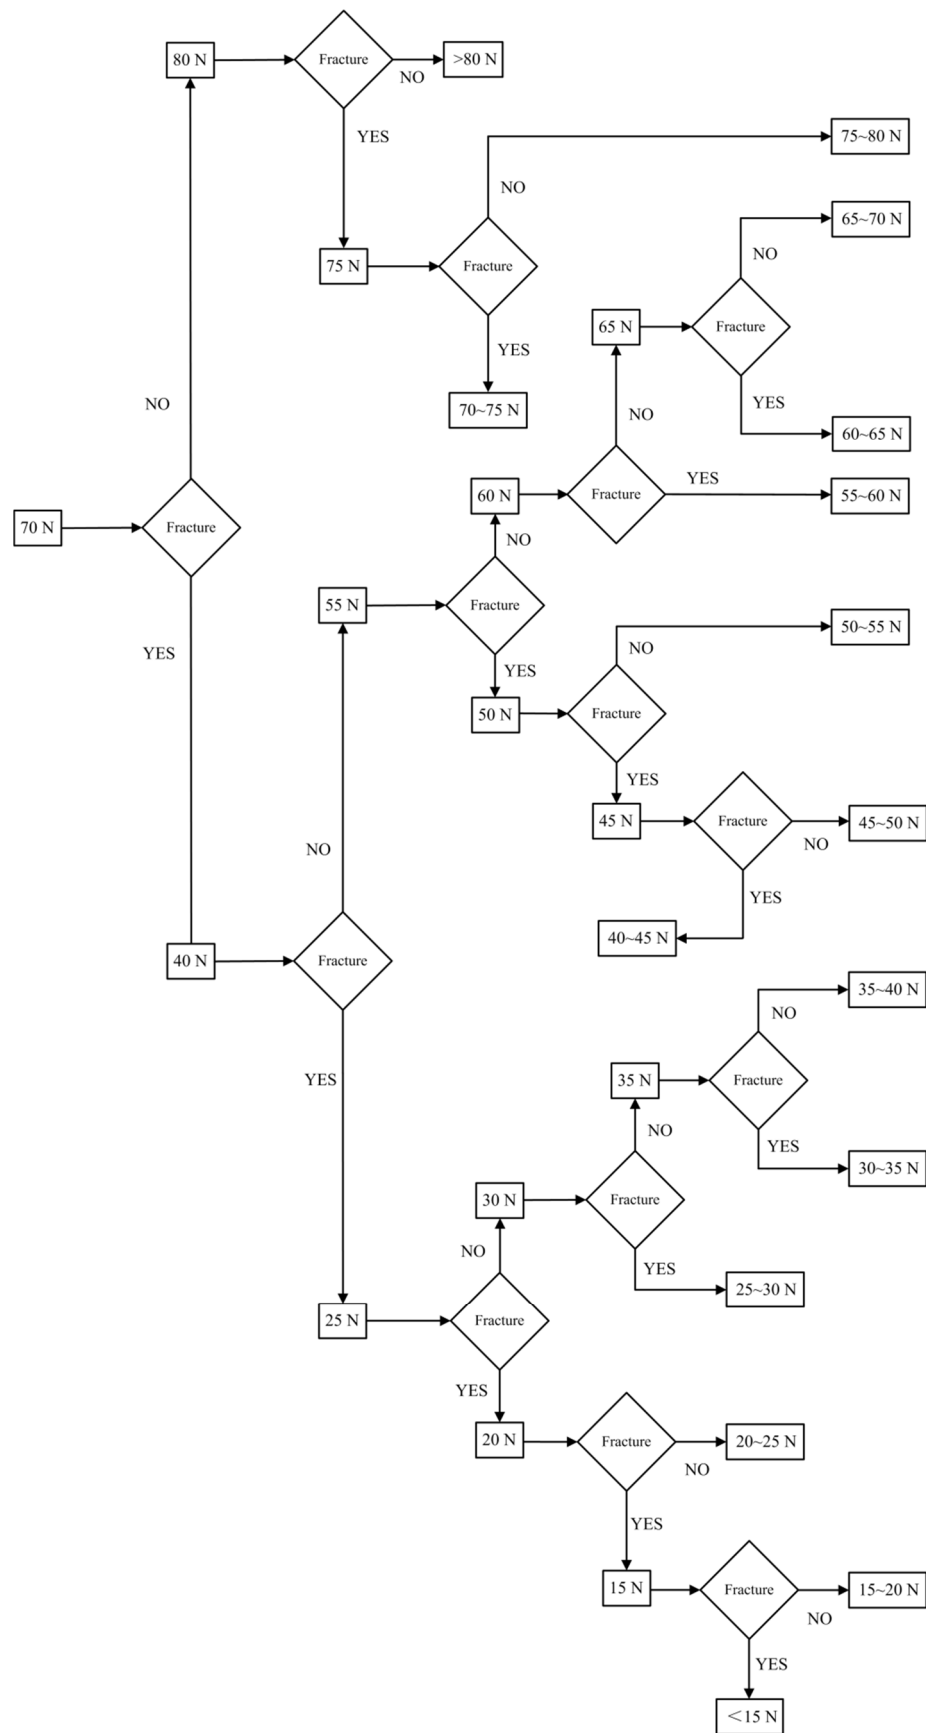 80 N
Fracture
>80 N
NO
YES
75~80 N
NO
65~70 N
NO
75 N
Fracture
65 N
Fracture
YES
YES
NO
70~75 N
NO
60~65 N
YES
60 N
Fracture
55~60 N
70 N
Fracture
NO
55 N
Fracture
50~55 N
NO
YES
YES
50 N
Fracture
YES
45 N
Fracture
45~50 N
NO
NO
YES
40~45 N
40 N
Fracture
35~40 N
NO
YES
35 N
Fracture
NO
YES
30~35 N
30 N
Fracture
NO
YES
25~30 N
25 N
Fracture
YES
20 N
Fracture
20~25 N
NO
YES
15 N
Fracture
15~20 N
NO
YES
<15 N